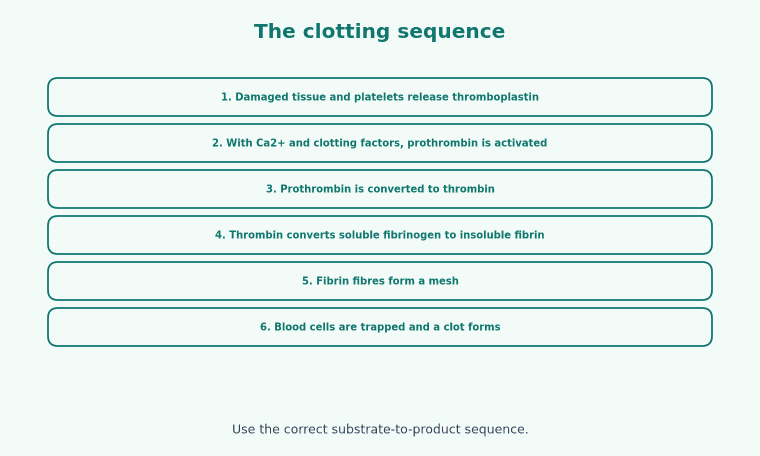 The clotting sequence
1. Damaged tissue and platelets release thromboplastin
2. With Ca2+ and clotting factors, prothrombin is activated
3. Prothrombin is converted to thrombin
4. Thrombin converts soluble fibrinogen to insoluble fibrin
5. Fibrin fibres form a mesh
6. Blood cells are trapped and a clot forms
Use the correct substrate-to-product sequence.